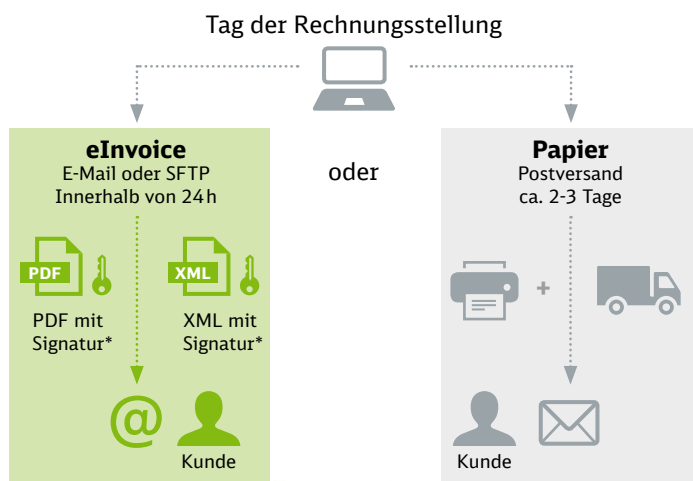 Tag der Rechnungsstellung
eInvoice
E-Mail oder SFTP
Innerhalb von 24 h
PDF
XML
PDF mit
Signatur*
XML mit
Signatur*
@
Kunde
oder
Papier
Postversand
ca. 2-3 Tage
+
Kunde